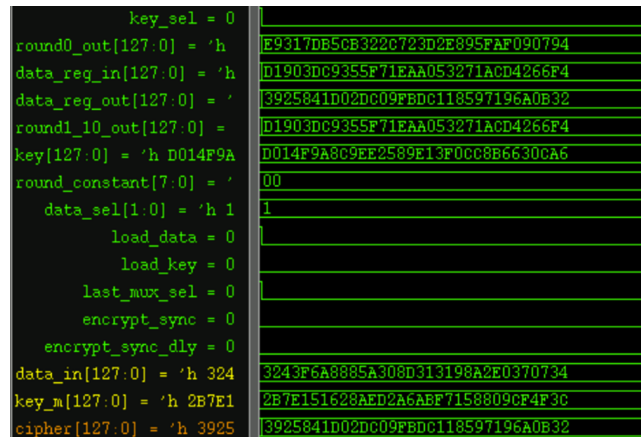 key_sel = 0
round0_out[127:0] = 'h E9317DB5CB322C723D2E895FAF090794
data_reg_in[127:0] = 'h D1903DC9355F71EAA053271ACD4266F4
data_reg_out[127:0] = ' 3925841D02DC09FBDC118597196A0B32
round1_10_out[127:0] = D1903DC9355F71EAA053271ACD4266F4
key[127:0] = 'h D014F9A D014F9A8C9EE2589E13F0CC8B6630CA6
round_constant[7:0] = ' 00
data_sel[1:0] = 'h 1 1
load_data = 0
load_key = 0
last_mux_sel = 0
encrypt_sync = 0
encrypt_sync_dly = 0
data_in[127:0] = 'h 324 3243F6A8885A308D313198A2E0370734
key_m[127:0] = 'h 2B7E1 2B7E151628AED2A6ABF7158809CF4F3C
cipher[127:0] = 'h 3925 3925841D02DC09FBDC118597196A0B32